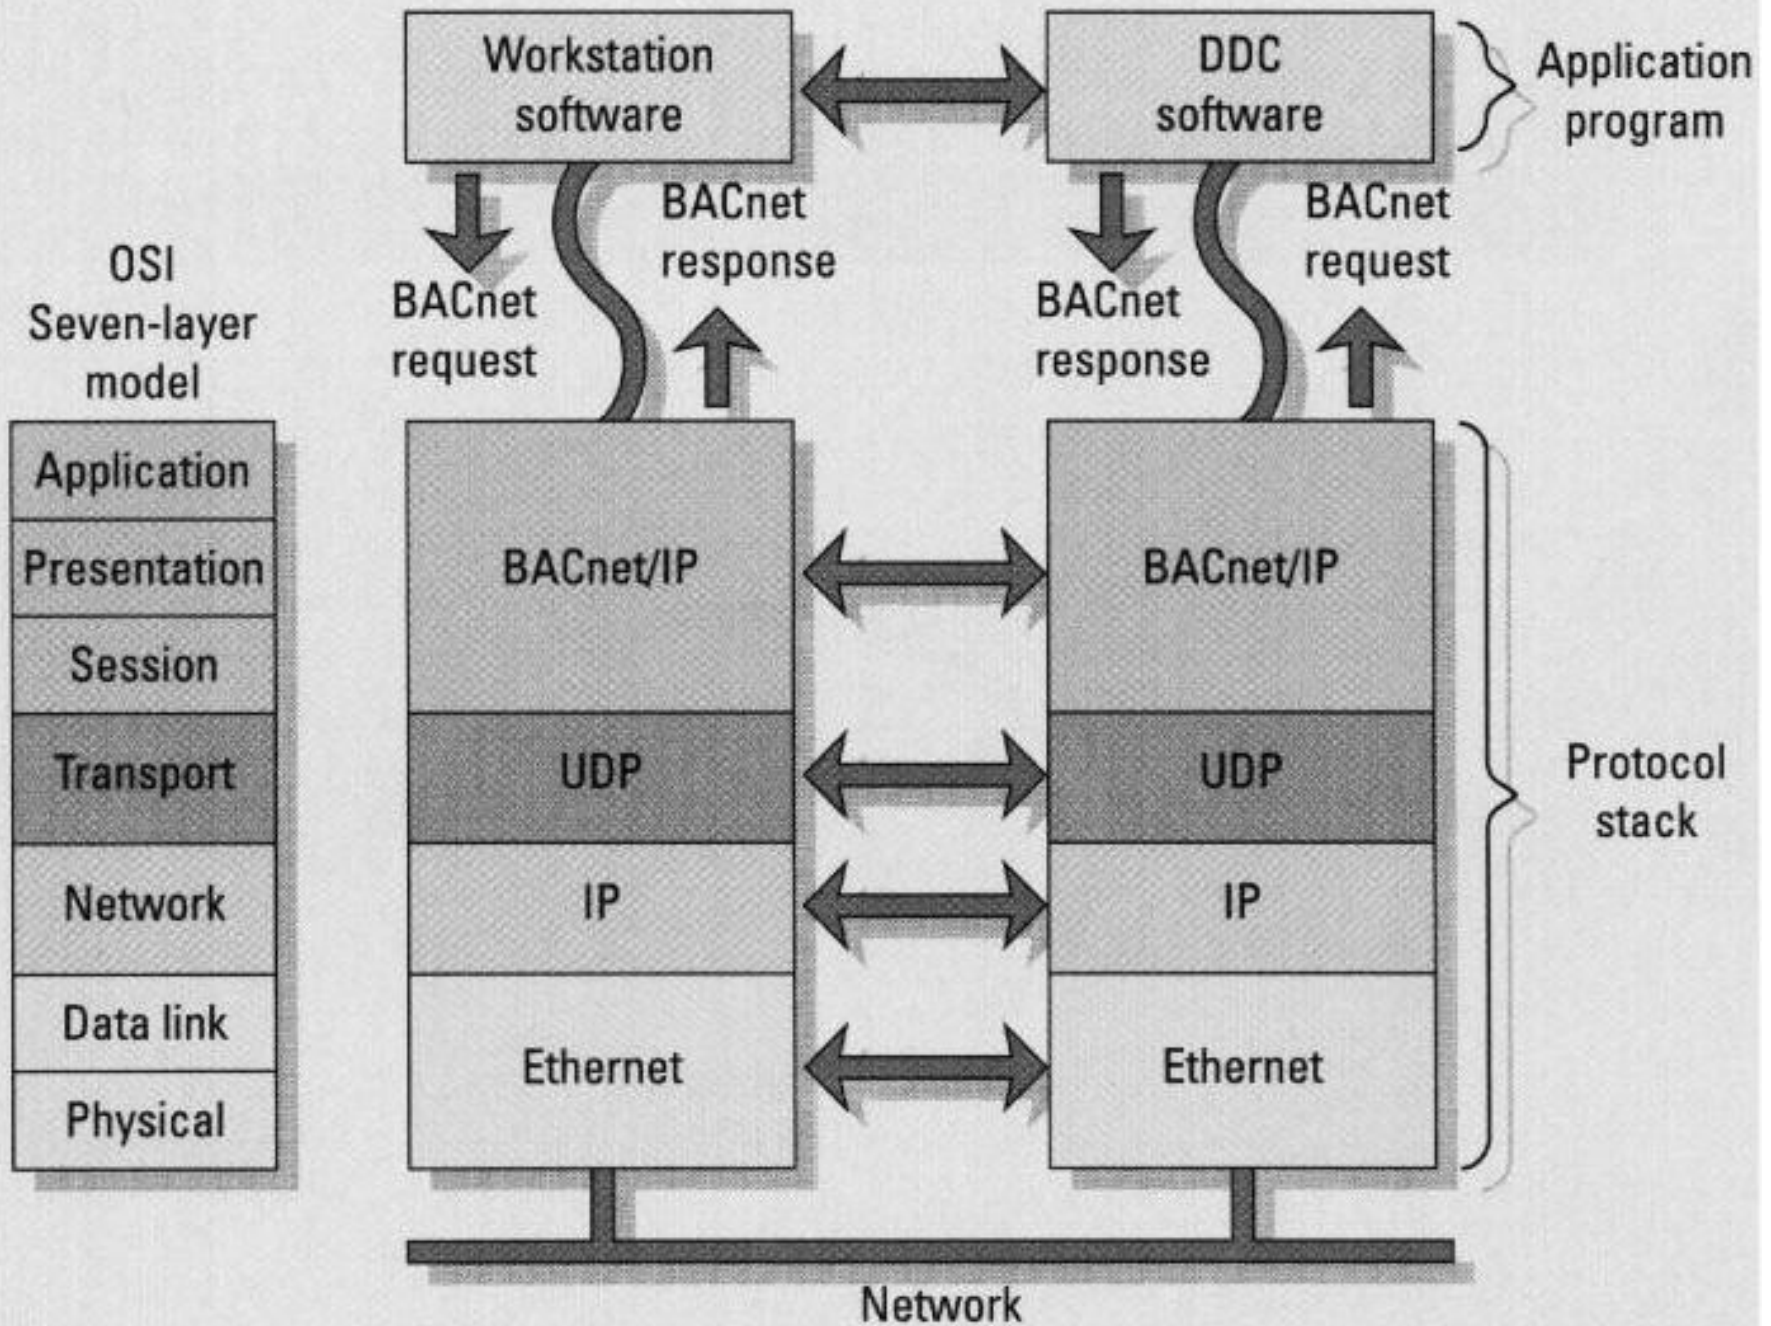 Workstation
software
DDC
software
Application
program
BACnet
request
BACnet
response
BACnet
response
BACnet
request
OSI
Seven-layer
model
Application
Presentation
Session
Transport
Network
Data link
Physical
BACnet/IP
UDP
IP
Ethernet
BACnet/IP
UDP
IP
Ethernet
Protocol
stack
Network